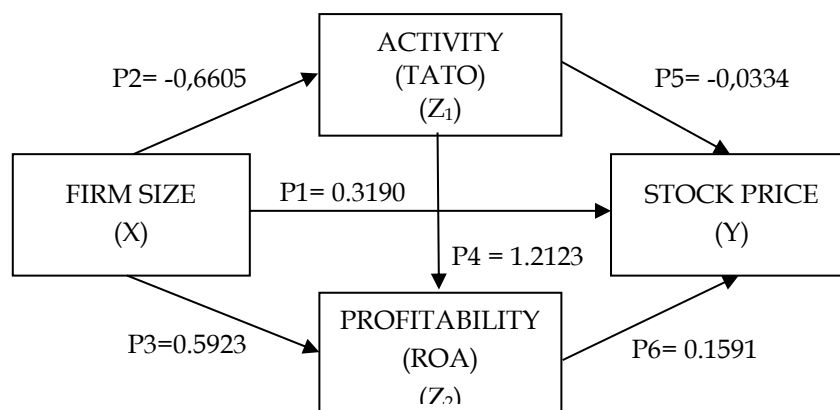 ACTIVITY
(TATO)
(Z₁)
P2= -0,6605
P5= -0,0334
FIRM SIZE
(X)
P1= 0.3190
STOCK PRICE
(Y)
P4 = 1.2123
P3=0.5923
PROFITABILITY
(ROA)
(Z₂)
P6= 0.1591